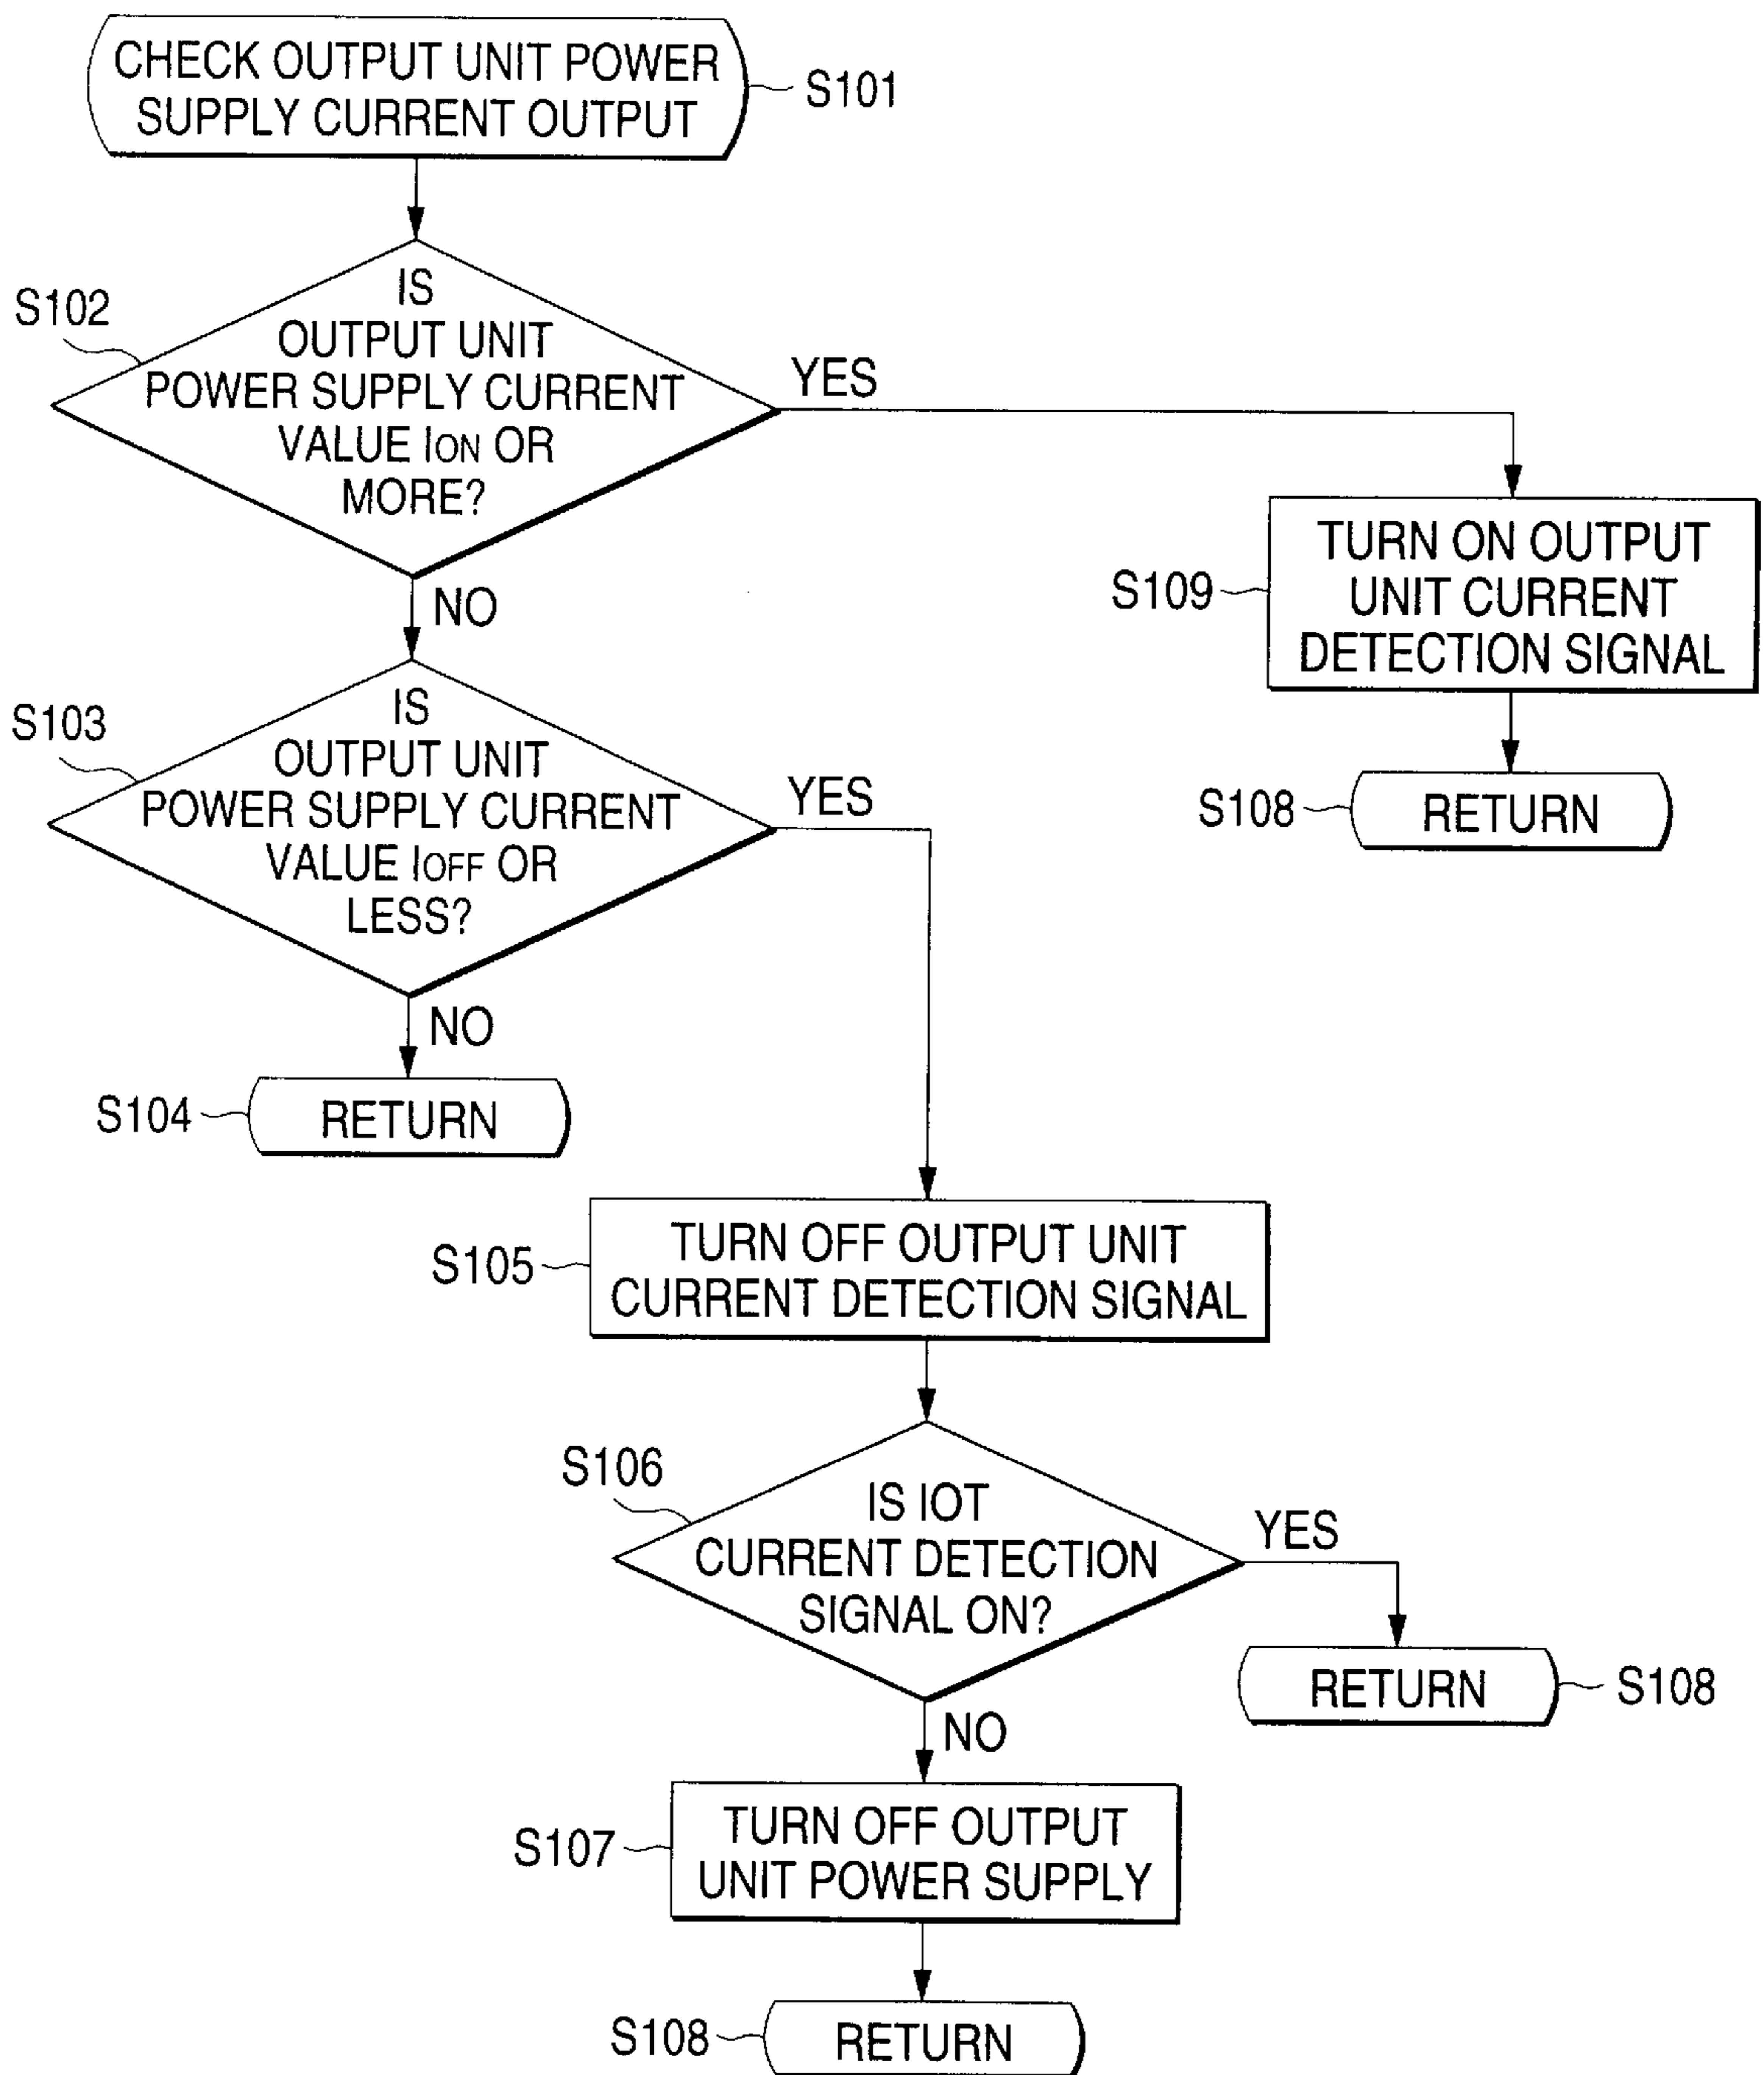 CHECK OUTPUT UNIT POWER
SUPPLY CURRENT OUTPUT
S101
S102
IS
OUTPUT UNIT
POWER SUPPLY CURRENT
VALUE ION OR
MORE?
YES
NO
S109
TURN ON OUTPUT
UNIT CURRENT
DETECTION SIGNAL
S108
RETURN
S103
IS
OUTPUT UNIT
POWER SUPPLY CURRENT
VALUE IOFF OR
LESS?
YES
NO
S104
RETURN
S105
TURN OFF OUTPUT UNIT
CURRENT DETECTION SIGNAL
S106
IS IOT
CURRENT DETECTION
SIGNAL ON?
YES
RETURN
S108
NO
S107
TURN OFF OUTPUT
UNIT POWER SUPPLY
S108
RETURN